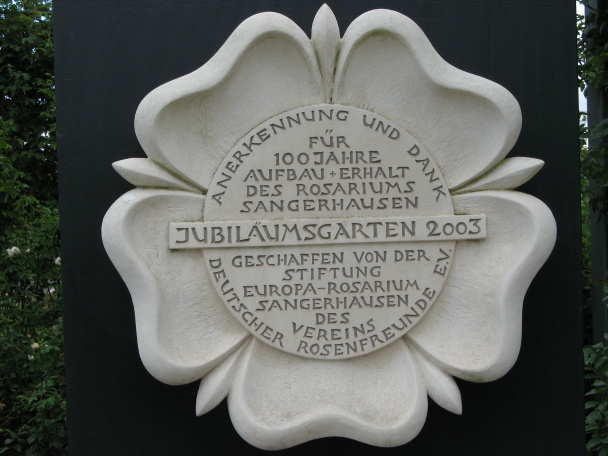 ANERKENNUNG UND DANK
FÜR
100 JAHRE
AUFBAU + ERHALT
DES ROSARIUMS
SANGERHAUSEN
JUBILÄUMSGARTEN 2003
GESCHAFFEN VON DER
STIFTUNG
EUROPA-ROSARIUM
SANGERHAUSEN
DES
VEREINS
DEUTSCHER ROSENFREUNDE E.V.